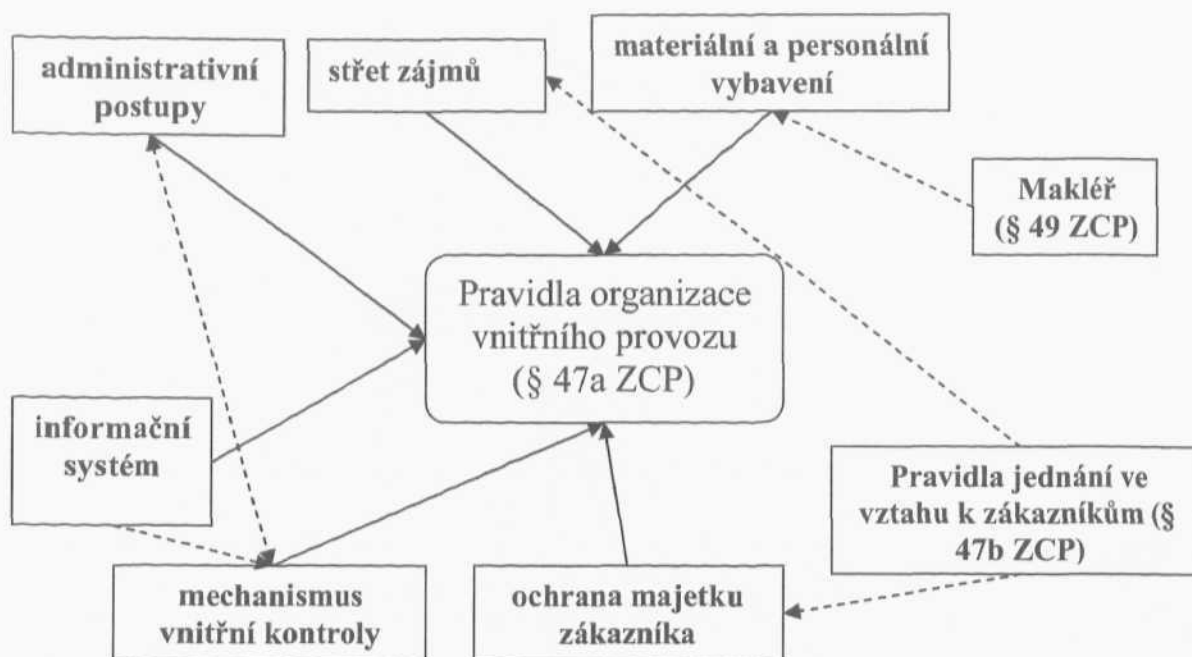 administrativní
postupy
střet zájmů
materiální a personální
vybavení
Makléř
(§ 49 ZCP)
Pravidla organizace
vnitřního provozu
(§ 47a ZCP)
informační
systém
Pravidla jednání ve
vztahu k zákazníkům (§
47b ZCP)
mechanismus
vnitřní kontroly
ochrana majetku
zákazníka